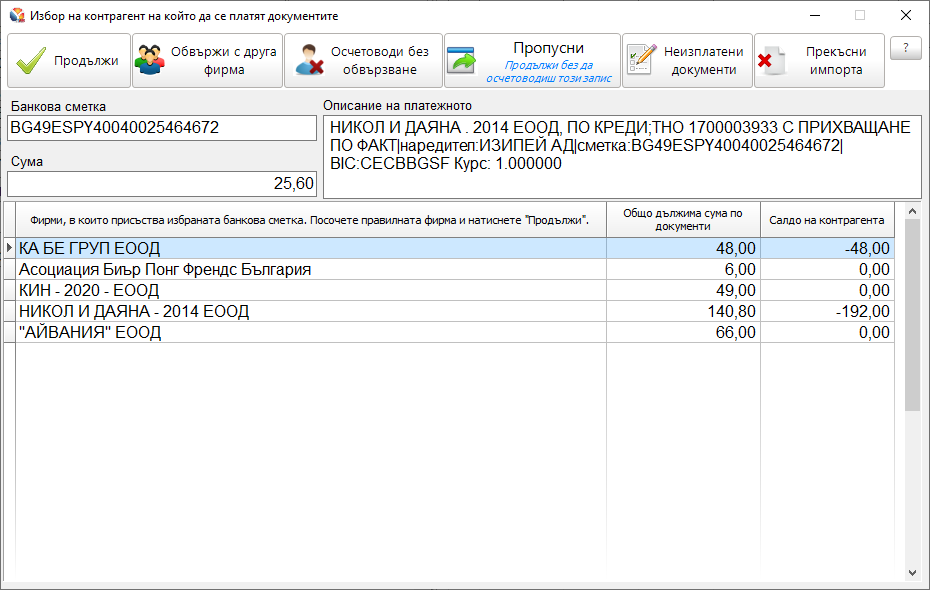 Избор на контрагент на който да се платят документите
Продължи
Обвържи с друга
фирма
Осчетоводи без
обвързване
Пропусни
Продължи без да
осчетоводиш този запис
Неизплатени
документи
Прекъсни
импорта
?
Банкова сметка
BG49ESPY40040025464672
Сума
25,60
Описание на платежното
НИКОЛ И ДАЯНА . 2014 ЕООД, ПО КРЕДИ;ТНО 1700003933 С ПРИХВАЩАНЕ
ПО ФАКТ|наредител:ИЗИПЕЙ АД|сметка:BG49ESPY40040025464672|
BIC:CECBBGSF Курс: 1.000000
Фирми, в които присъства избраната банкова сметка. Посочете правилната фирма и натиснете "Продължи".
Общо дължима сума по
документи
Салдо на контрагента
КА БЕ ГРУП ЕООД 48,00 -48,00
Асоциация Биър Понг Френдс България 6,00 0,00
КИН - 2020 - ЕООД 49,00 0,00
НИКОЛ И ДАЯНА - 2014 ЕООД 140,80 -192,00
"АЙВАНИЯ" ЕООД 66,00 0,00